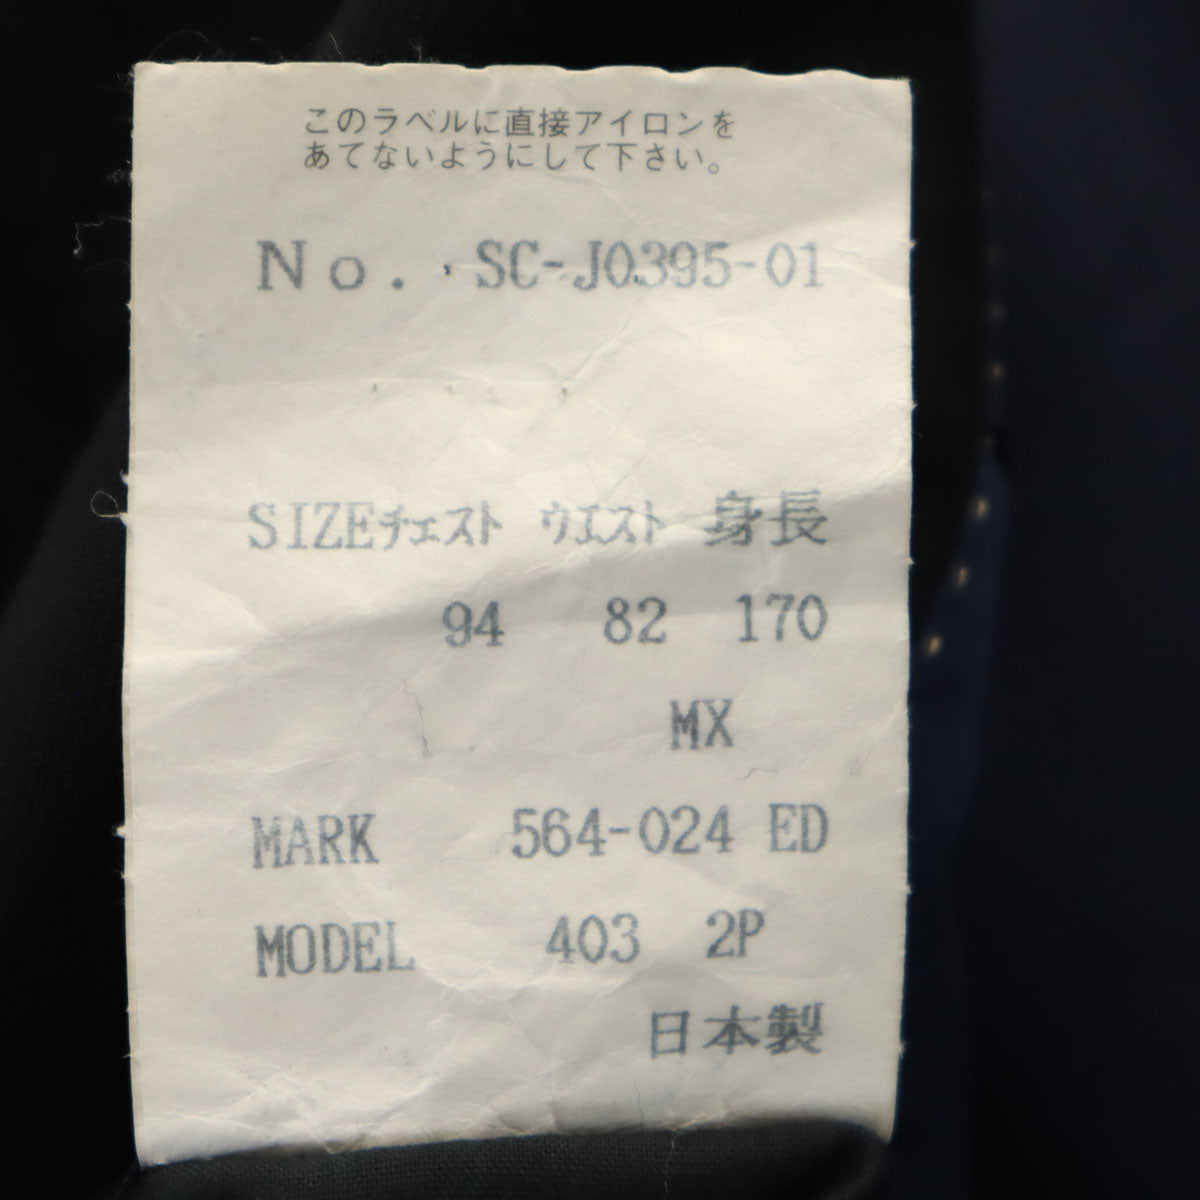 このラベルに直接アイロンを
あてないようにして下さい。
No. SC-J0395-01
SIZEチェスト ウエスト 身長
94 82 170
MX
MARK 564-024 ED
MODEL 403 2P
日本製